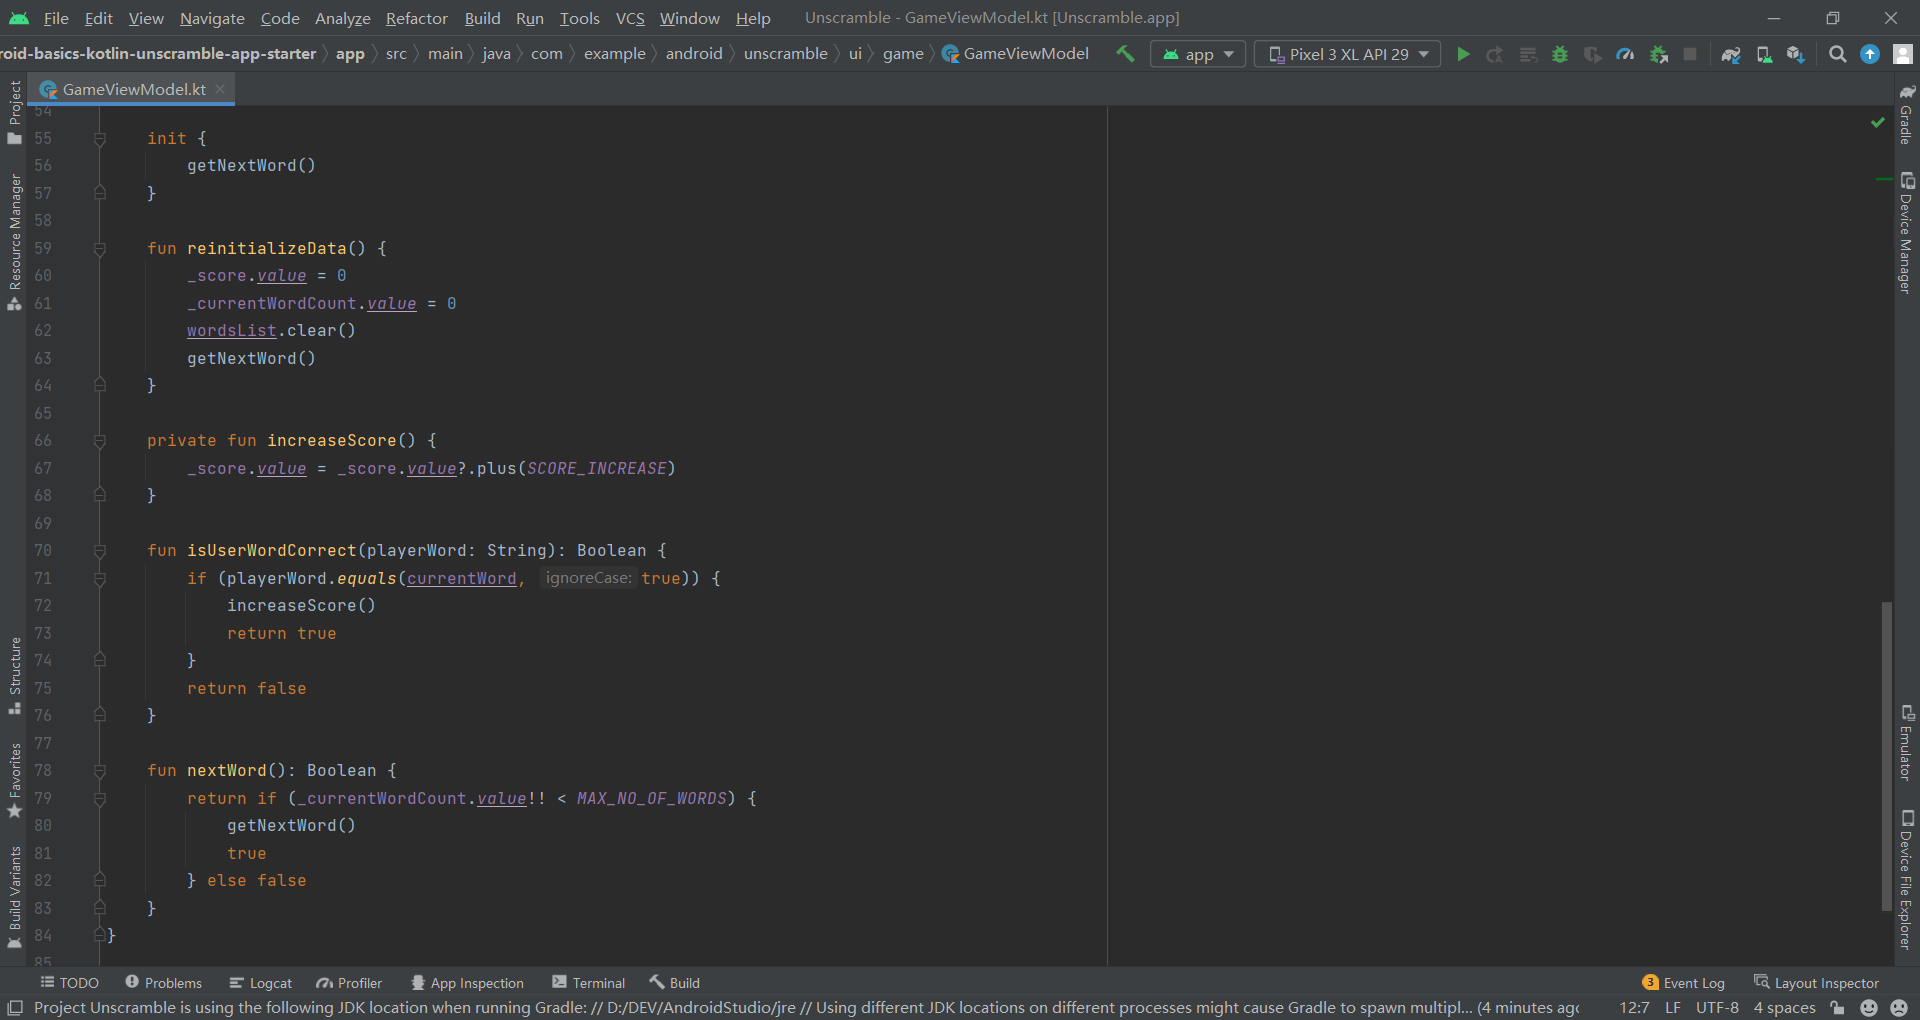 File Edit View Navigate Code Analyze Refactor Build Run Tools VCS Window Help Unscramble - GameViewModel.kt [Unscramble.app]
roid-basics-kotlin-unscramble-app-starter app src main java com example android unscramble ui game GameViewModel app Pixel 3 XL API 29
GameViewModel.kt
54
55 init {
56 getNextWord()
57 }
58
59 fun reinitializeData() {
60 _score.value = 0
61 _currentWordCount.value = 0
62 wordsList.clear()
63 getNextWord()
64 }
65
66 private fun increaseScore() {
67 _score.value = _score.value?.plus(SCORE_INCREASE)
68 }
69
70 fun isUserWordCorrect(playerWord: String): Boolean {
71 if (playerWord.equals(currentWord, ignoreCase: true)) {
72 increaseScore()
73 return true
74 }
75 return false
76 }
77
78 fun nextWord(): Boolean {
79 return if (_currentWordCount.value!! < MAX_NO_OF_WORDS) {
80 getNextWord()
81 true
82 } else false
83 }
84 }
85
Project
Resource Manager
Structure
Favorites
Build Variants
Gradle
Device Manager
Emulator
Device File Explorer
TODO Problems Logcat Profiler App Inspection Terminal Build 3 Event Log Layout Inspector
Project Unscramble is using the following JDK location when running Gradle: // D:/DEV/AndroidStudio/jre // Using different JDK locations on different processes might cause Gradle to spawn multipl... (4 minutes ago 12:7 LF UTF-8 4 spaces